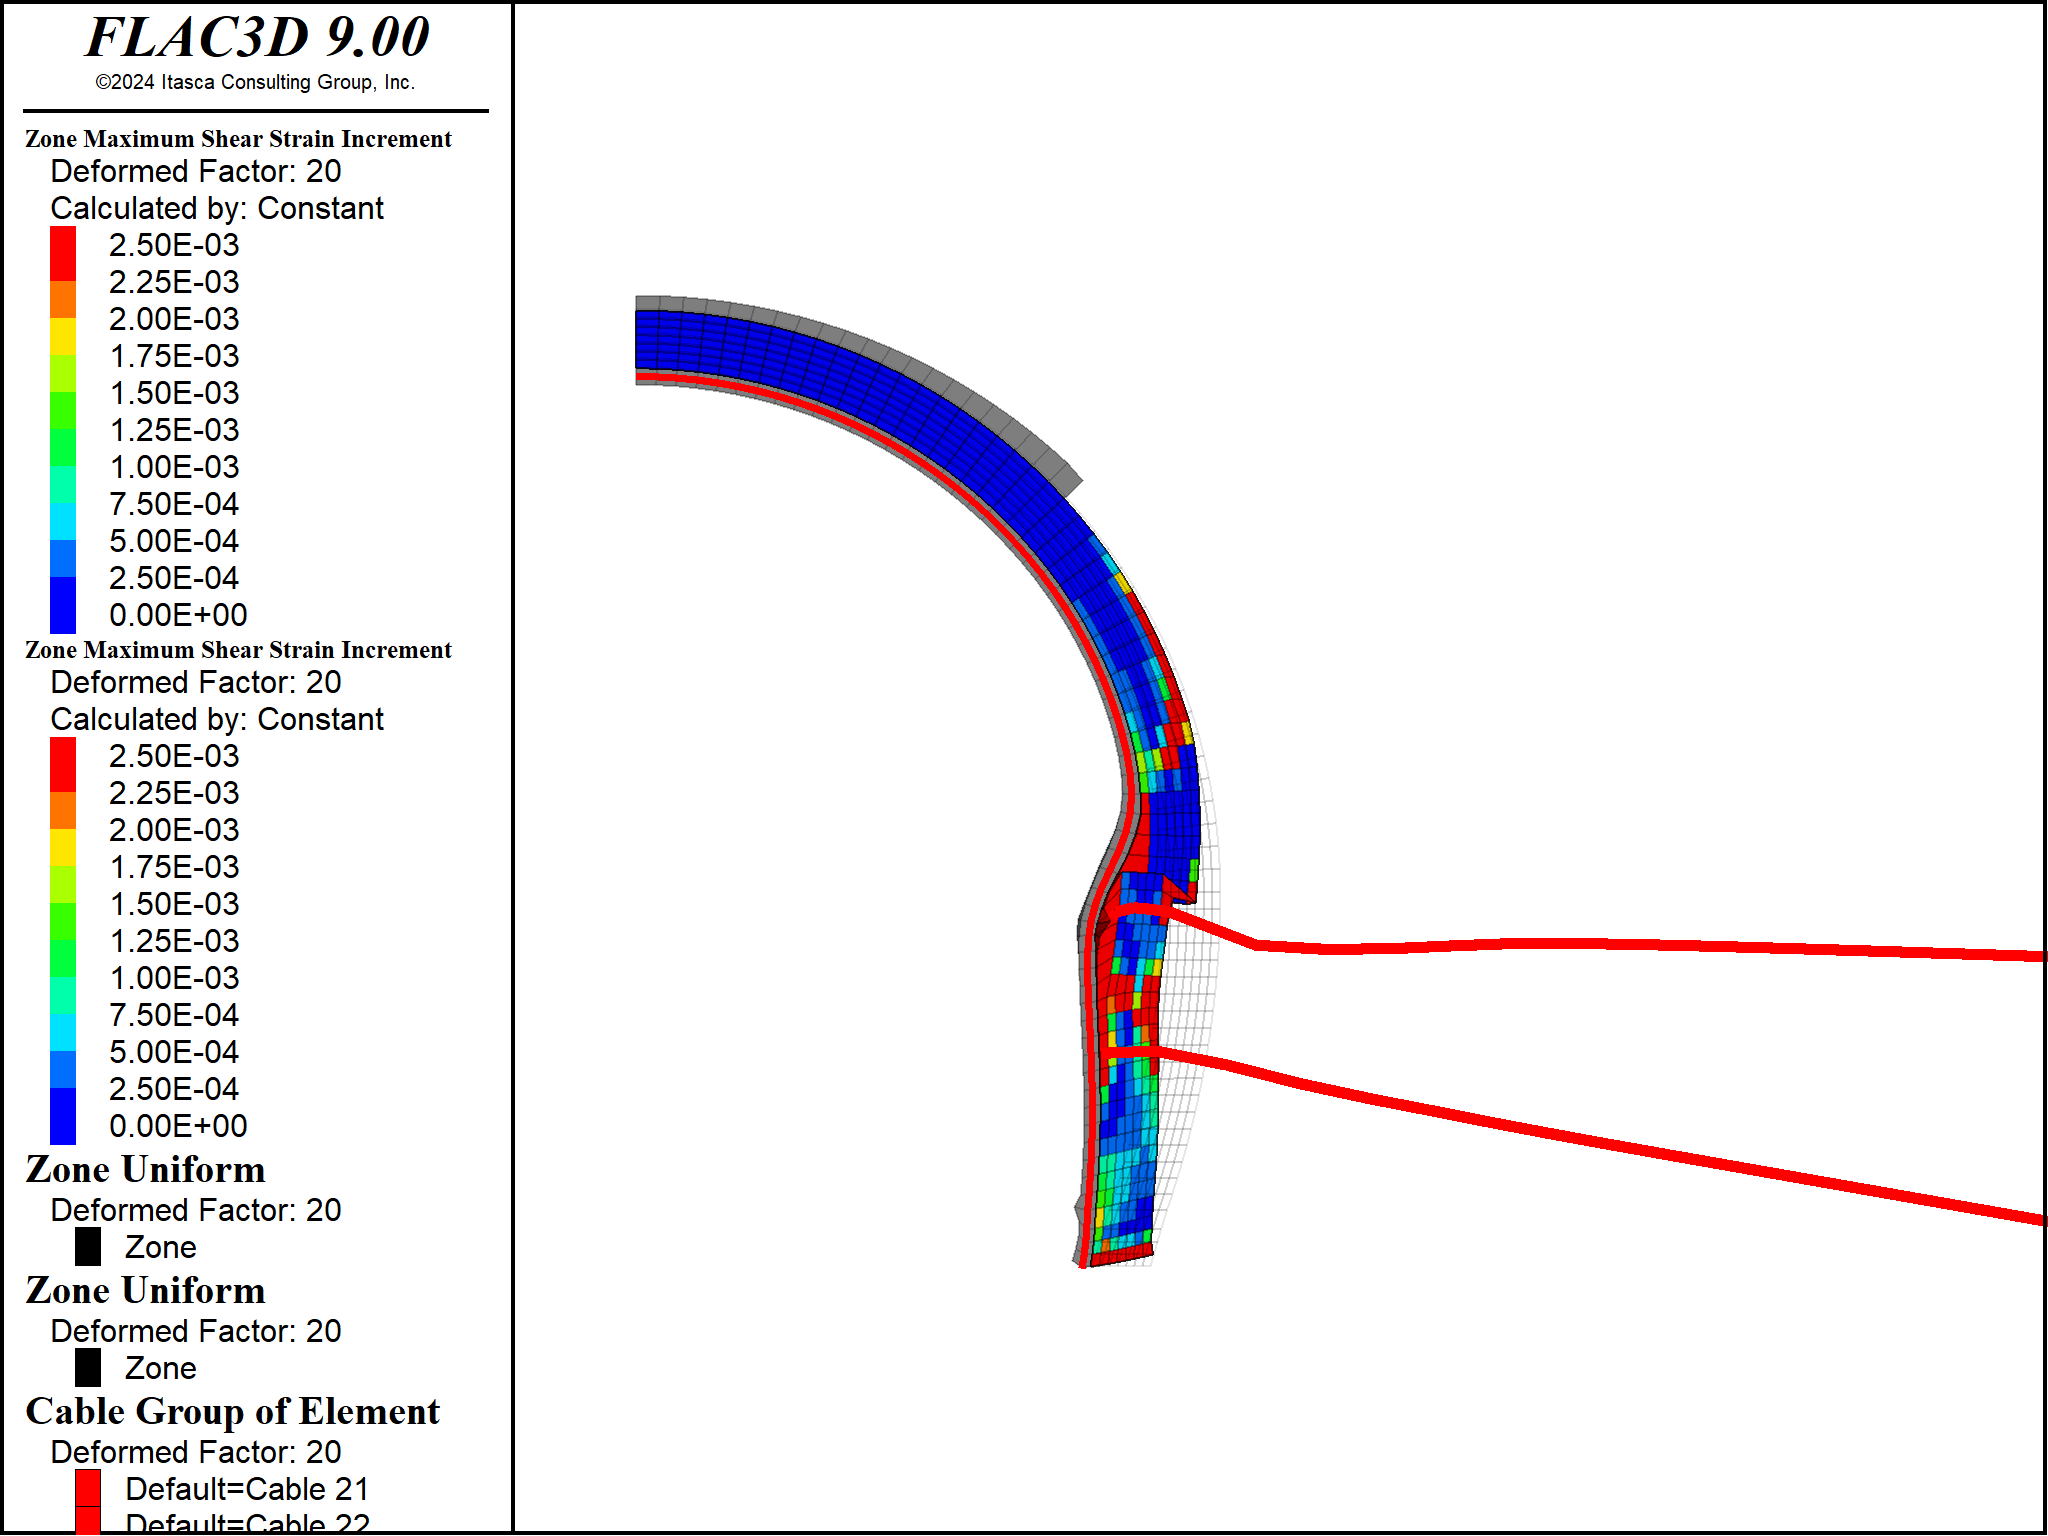 FLAC3D 9.00
©2024 Itasca Consulting Group, Inc.
Zone Maximum Shear Strain Increment
Deformed Factor: 20
Calculated by: Constant
2.50E-03
2.25E-03
2.00E-03
1.75E-03
1.50E-03
1.25E-03
1.00E-03
7.50E-04
5.00E-04
2.50E-04
0.00E+00
Zone Maximum Shear Strain Increment
Deformed Factor: 20
Calculated by: Constant
2.50E-03
2.25E-03
2.00E-03
1.75E-03
1.50E-03
1.25E-03
1.00E-03
7.50E-04
5.00E-04
2.50E-04
0.00E+00
Zone Uniform
Deformed Factor: 20
Zone
Zone Uniform
Deformed Factor: 20
Zone
Cable Group of Element
Deformed Factor: 20
Default=Cable 21
Default=Cable 22